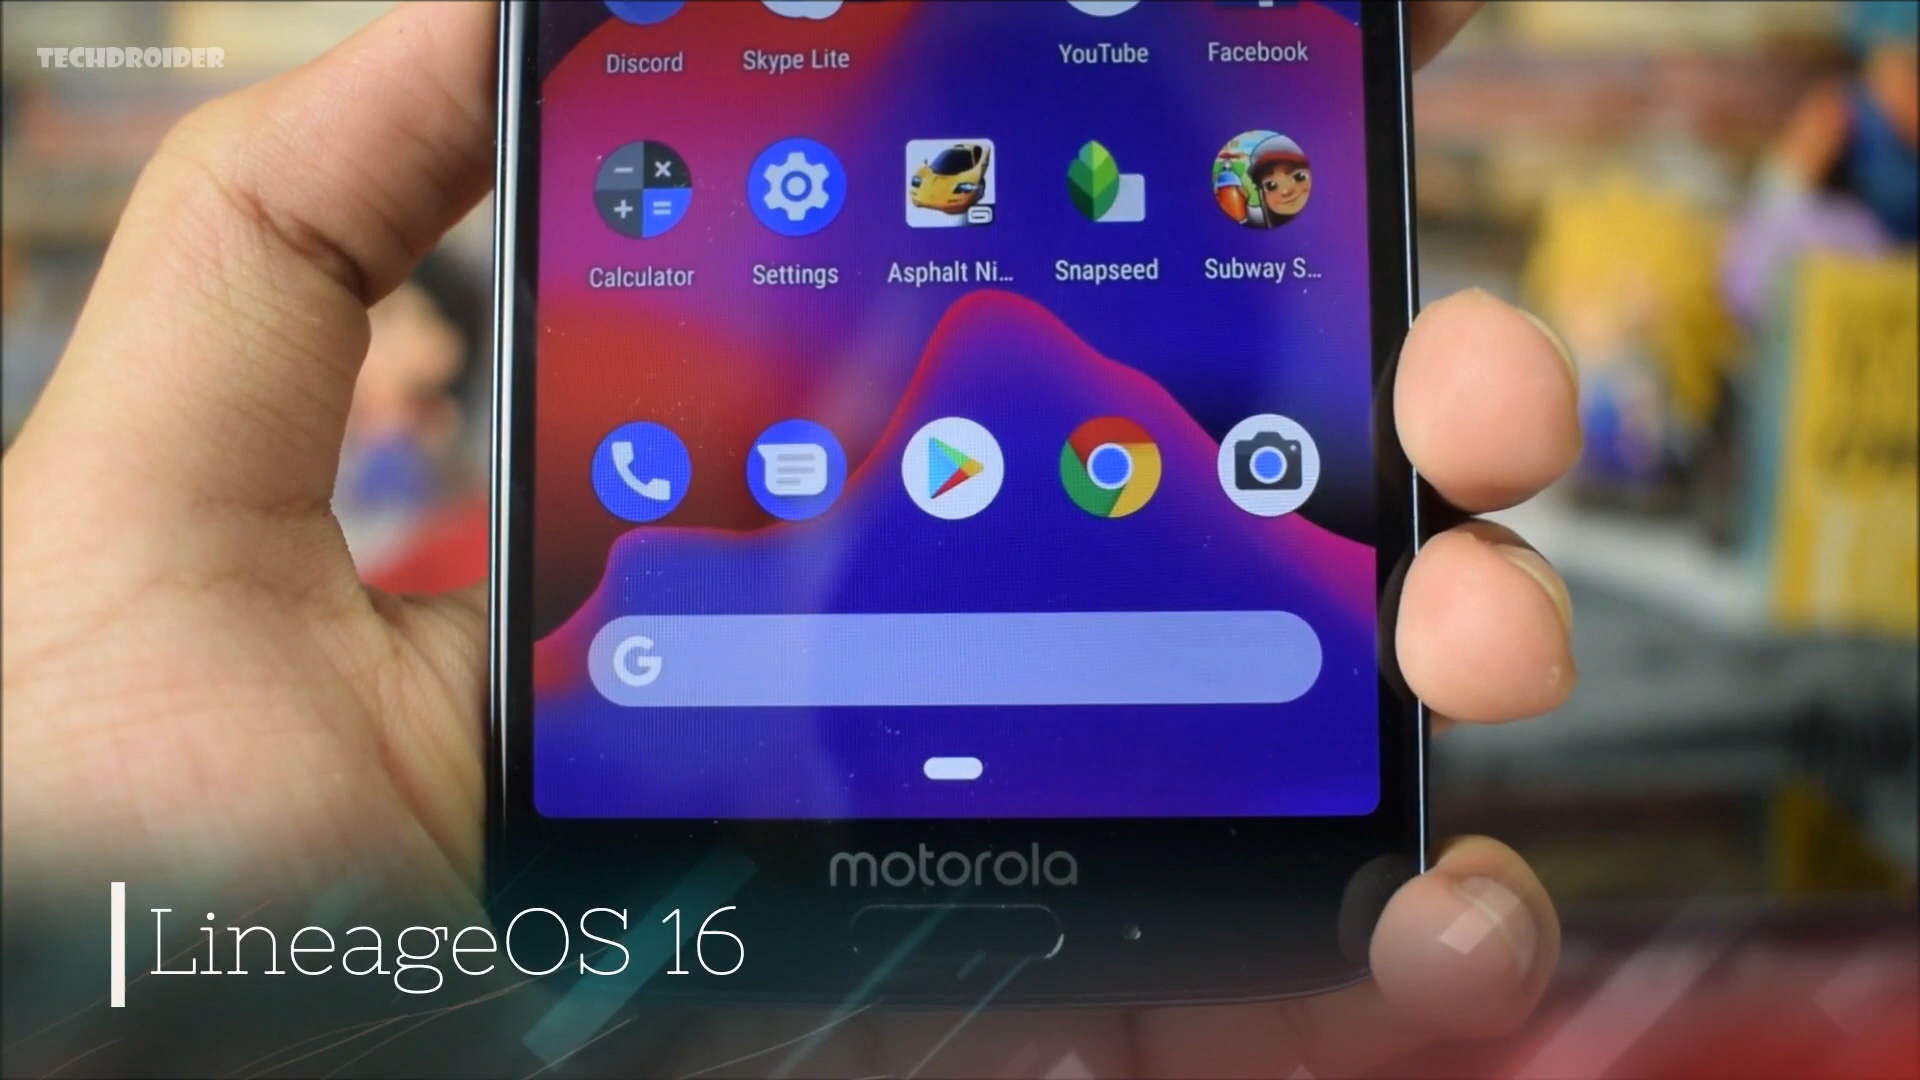 TECHDROIDER
Discord Skype Lite YouTube Facebook
Calculator Settings Asphalt Ni... Snapseed Subway S...
G
motorola
LineageOS 16